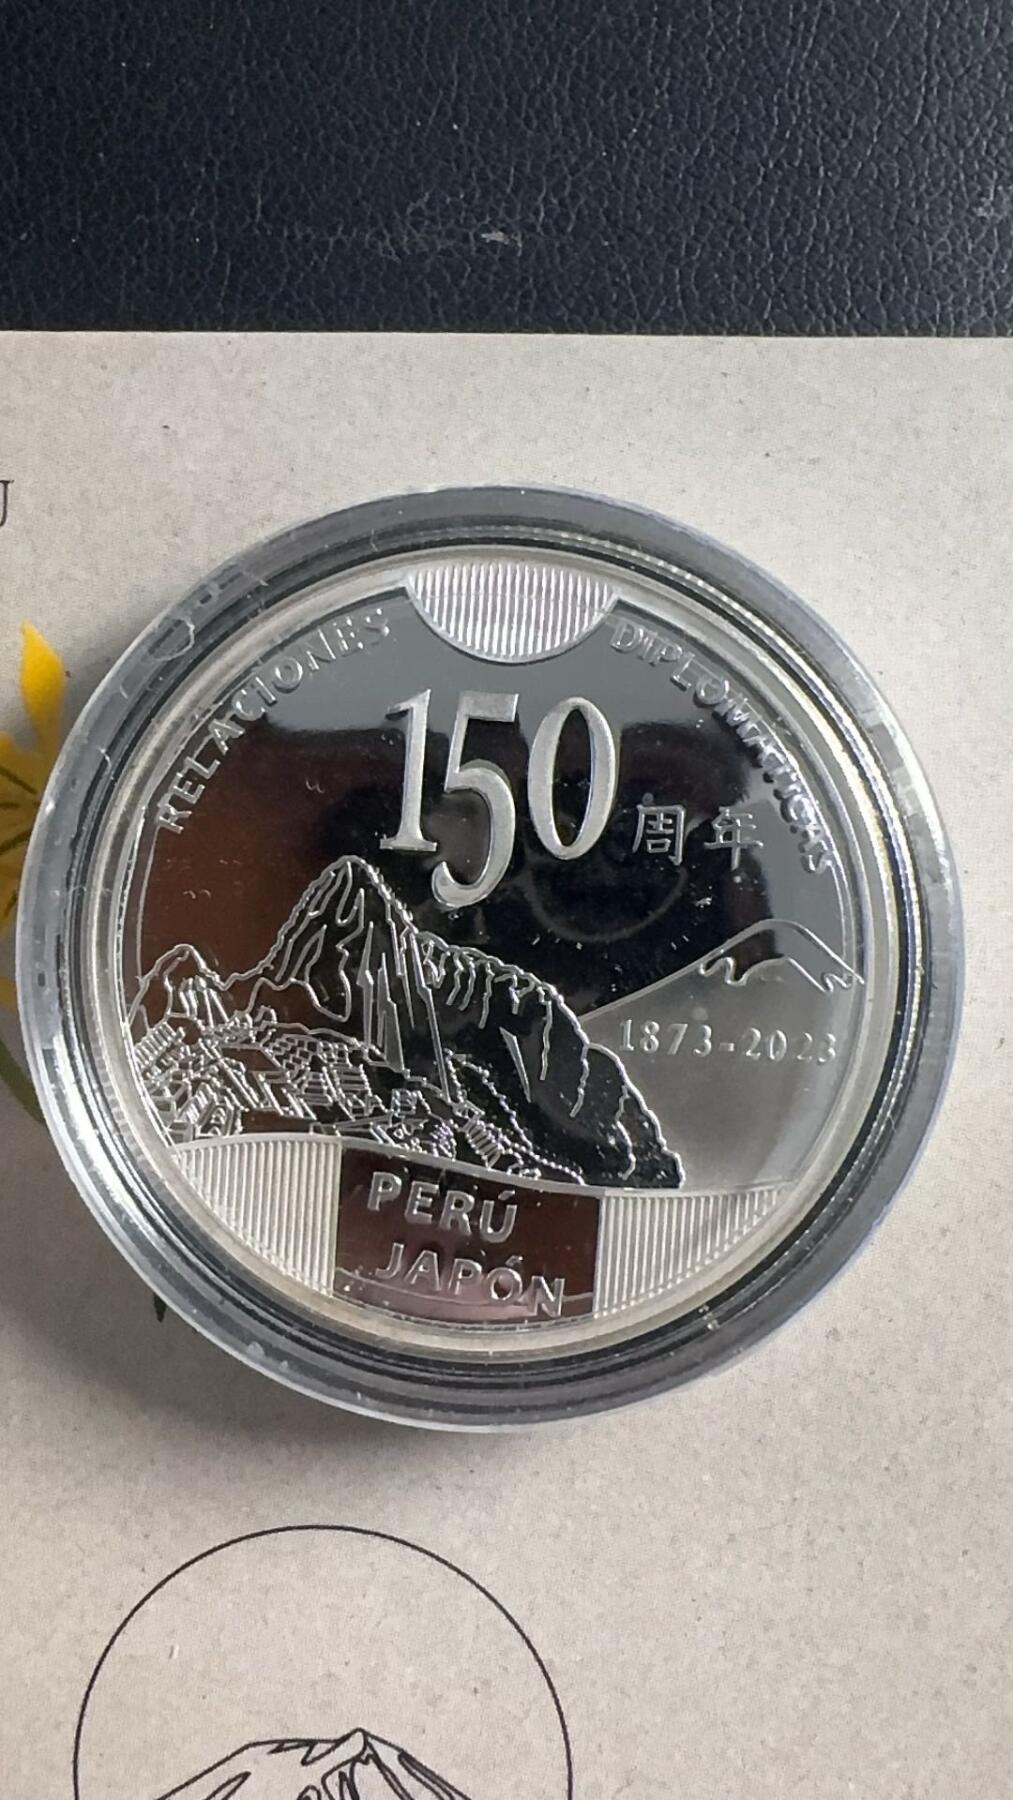 RELACIONES DIPLOMÁTICAS
150 周年
1873-2023
PERÚ
JAPÓN